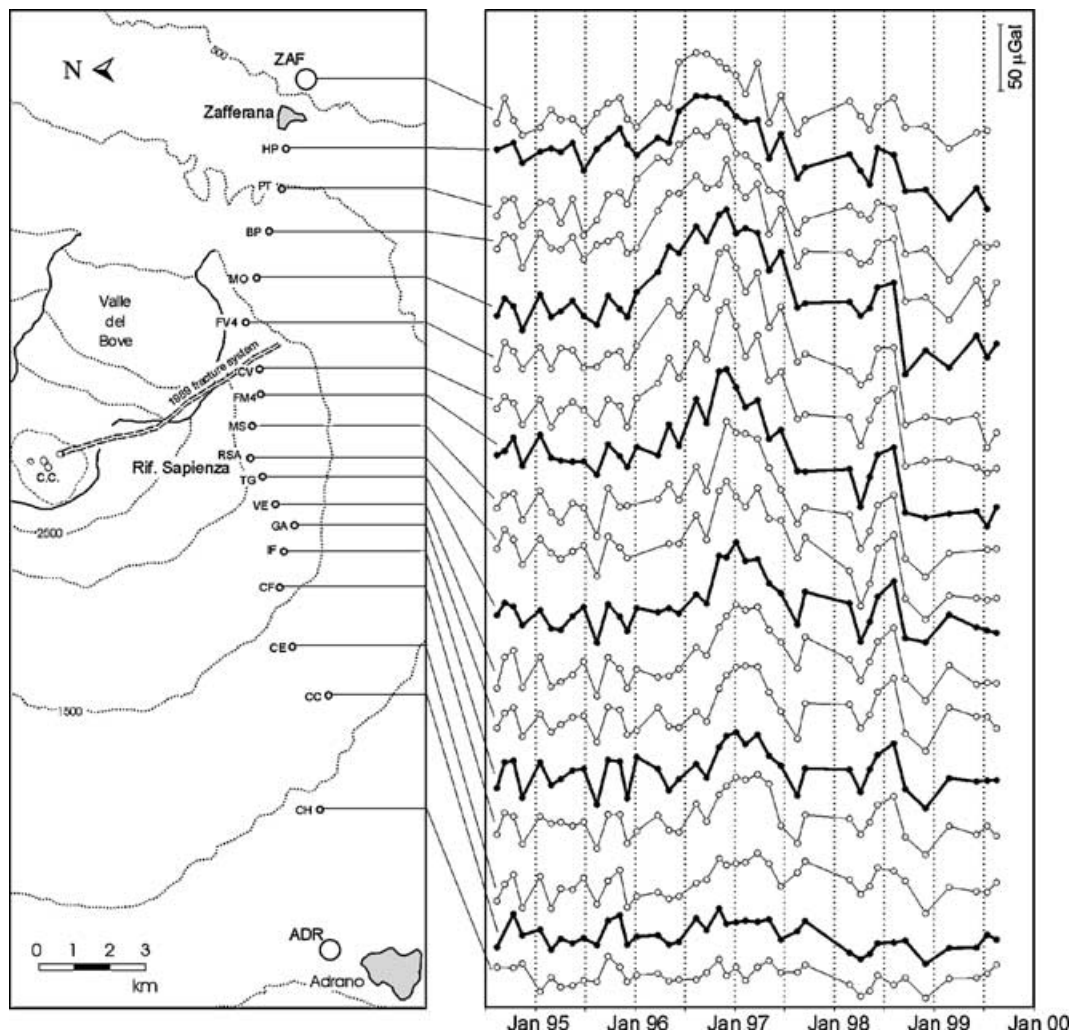 500
ZAF
N
Zafferana
HP
PT
BP
MO
Valle
del
Bove
FV4
1989 fracture system
CV
FM4
MS
RSA
Rif. Sapienza
TG
C.C.
VE
GA
2500
IF
CF
CE
CC
1500
CH
ADR
0 1 2 3
km
Adrano
50 µGal
Jan 95 Jan 96 Jan 97 Jan 98 Jan 99 Jan 00